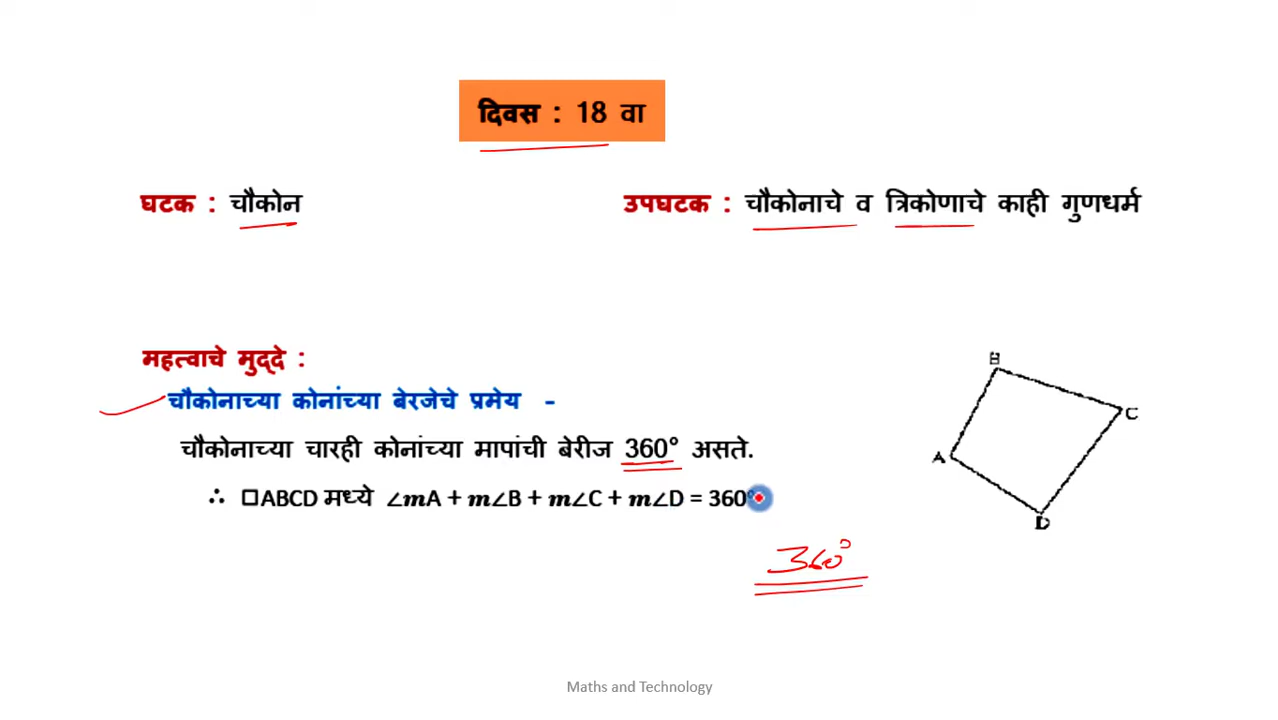 दिवस : 18 वा
घटक : चौकोन
उपघटक : चौकोनाचे व त्रिकोणाचे काही गुणधर्म
महत्वाचे मुद्‌दे :
चौकोनाच्या कोनांच्या बेरजेचे प्रमेय -
चौकोनाच्या चारही कोनांच्या मापांची बेरीज 360° असते.
∴ □ABCD मध्ये ∠mA + m∠B + m∠C + m∠D = 360°
360°
B
C
A
D
Maths and Technology